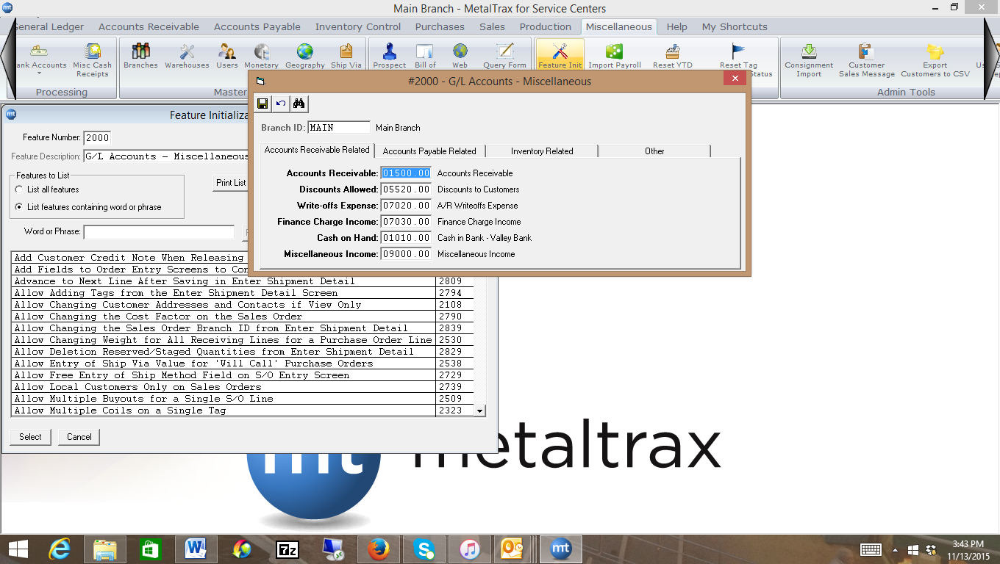 Main Branch - MetalTrax for Service Centers
General Ledger Accounts Receivable Accounts Payable Inventory Control Purchases Sales Production Miscellaneous Help My Shortcuts
ank Accounts Misc Cash Receipts Branches Warehouses Users Monetary Geography Ship Via Prospect Bill of Web Query Form Feature Init Import Payroll Reset YTD Reset Tag Status Consignment Import Customer Sales Message Export Customers to CSV
Processing Master Admin Tools
#2000 - G/L Accounts - Miscellaneous
Branch ID: MAIN Main Branch
Accounts Receivable Related Accounts Payable Related Inventory Related Other
Accounts Receivable: 01500.00 Accounts Receivable
Discounts Allowed: 05520.00 Discounts to Customers
Write-offs Expense: 07020.00 A/R Writeoffs Expense
Finance Charge Income: 07030.00 Finance Charge Income
Cash on Hand: 01010.00 Cash in Bank - Valley Bank
Miscellaneous Income: 09000.00 Miscellaneous Income
Feature Initializa
Feature Number: 2000
Feature Description: G/L Accounts - Miscellaneous
Features to List
List all features
List features containing word or phrase
Print List
Word or Phrase:
Add Customer Credit Note When Releasing
Add Fields to Order Entry Screens to Con
Advance to Next Line After Saving in Enter Shipment Detail 2809
Allow Adding Tags from the Enter Shipment Detail Screen 2794
Allow Changing Customer Addresses and Contacts if View Only 2108
Allow Changing the Cost Factor on the Sales Order 2790
Allow Changing the Sales Order Branch ID from Enter Shipment Detail 2839
Allow Changing Weight for All Receiving Lines for a Purchase Order Line 2530
Allow Deletion Reserved/Staged Quantities from Enter Shipment Detail 2829
Allow Entry of Ship Via Value for 'Will Call' Purchase Orders 2538
Allow Free Entry of Ship Method Field on S/O Entry Screen 2729
Allow Local Customers Only on Sales Orders 2739
Allow Multiple Buyouts for a Single S/O Line 2509
Allow Multiple Coils on a Single Tag 2323
Select Cancel
mt metaltrax
3:43 PM
11/13/2015